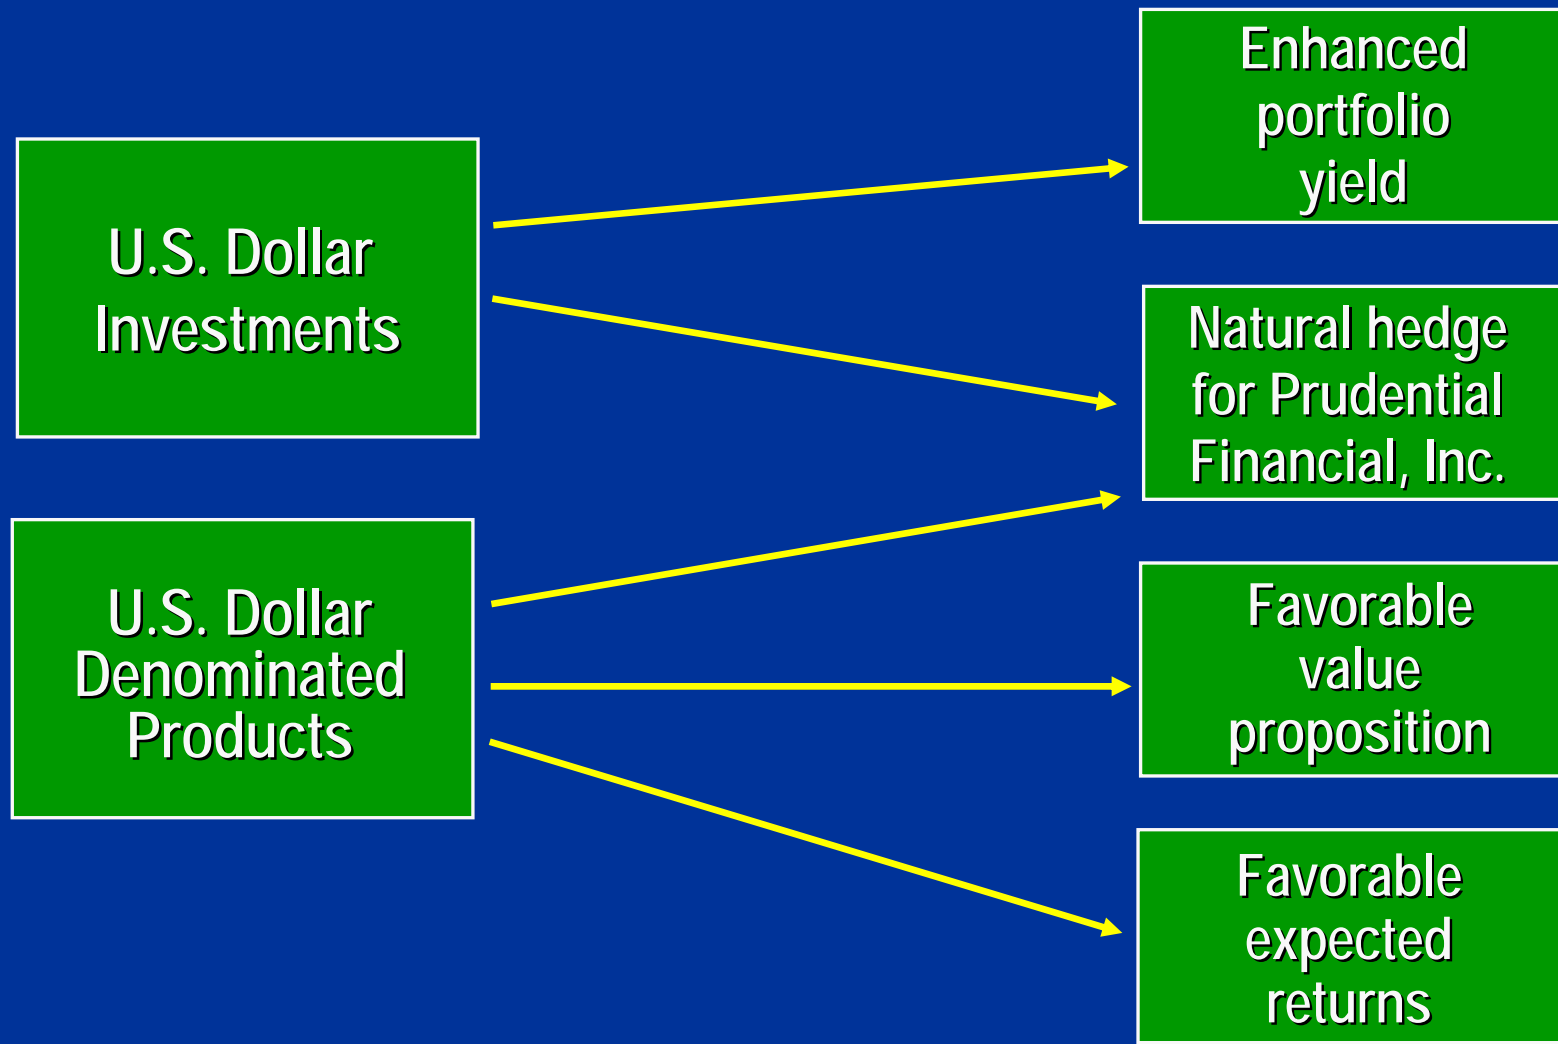 U.S. Dollar
Investments
U.S. Dollar
Denominated
Products
Enhanced
portfolio
yield
Natural hedge
for Prudential
Financial, Inc.
Favorable
value
proposition
Favorable
expected
returns